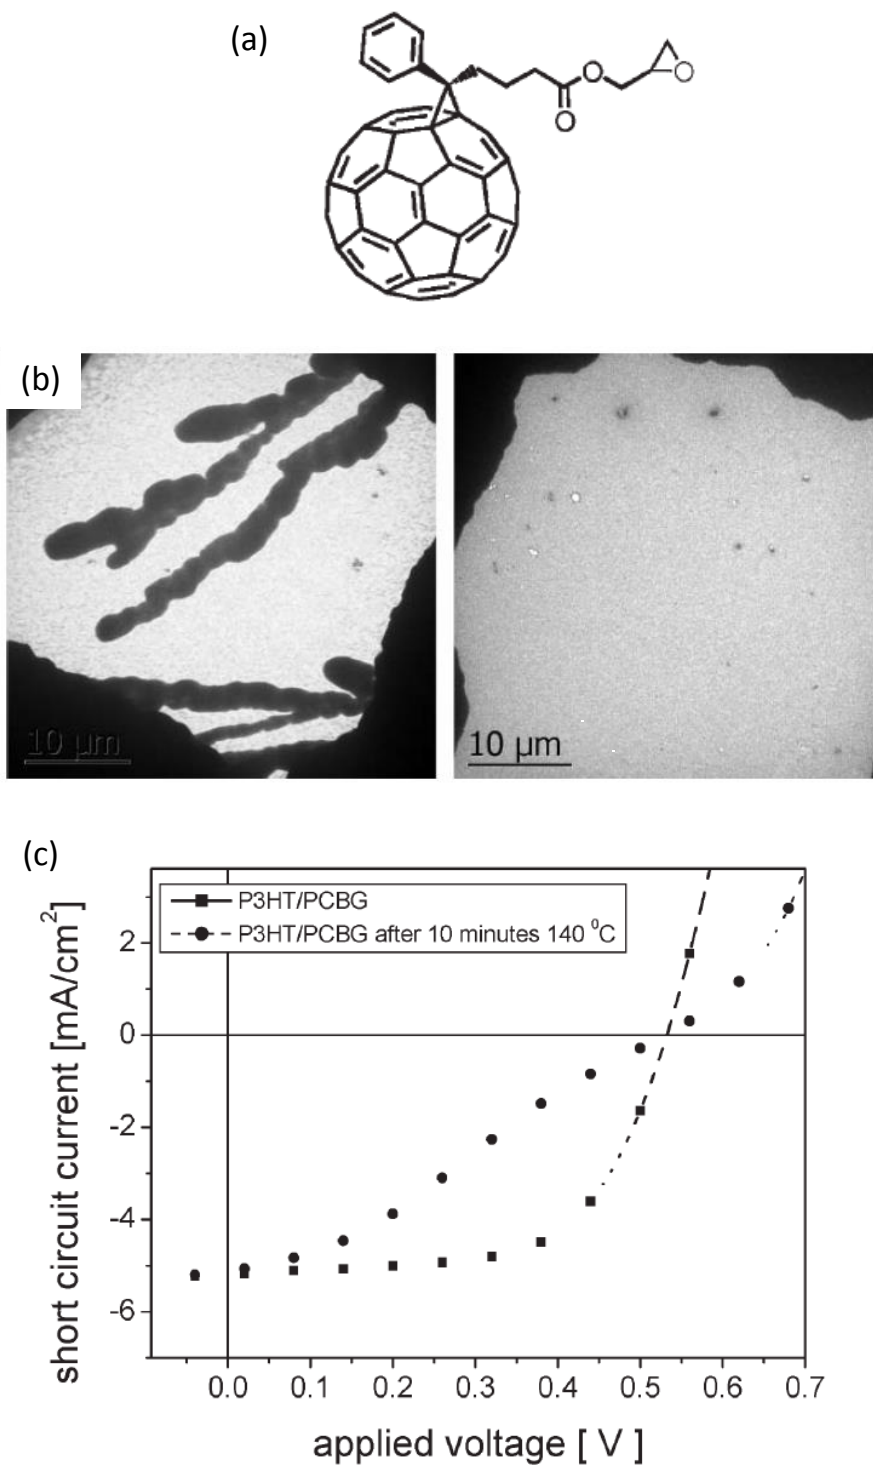 (a)
O
O
O
(b)
10 µm
10 µm
(c)
P3HT/PCBG
P3HT/PCBG after 10 minutes 140 ⁰C
short circuit current [mA/cm²]
2
0
-2
-4
-6
0.0 0.1 0.2 0.3 0.4 0.5 0.6 0.7
applied voltage [ V ]